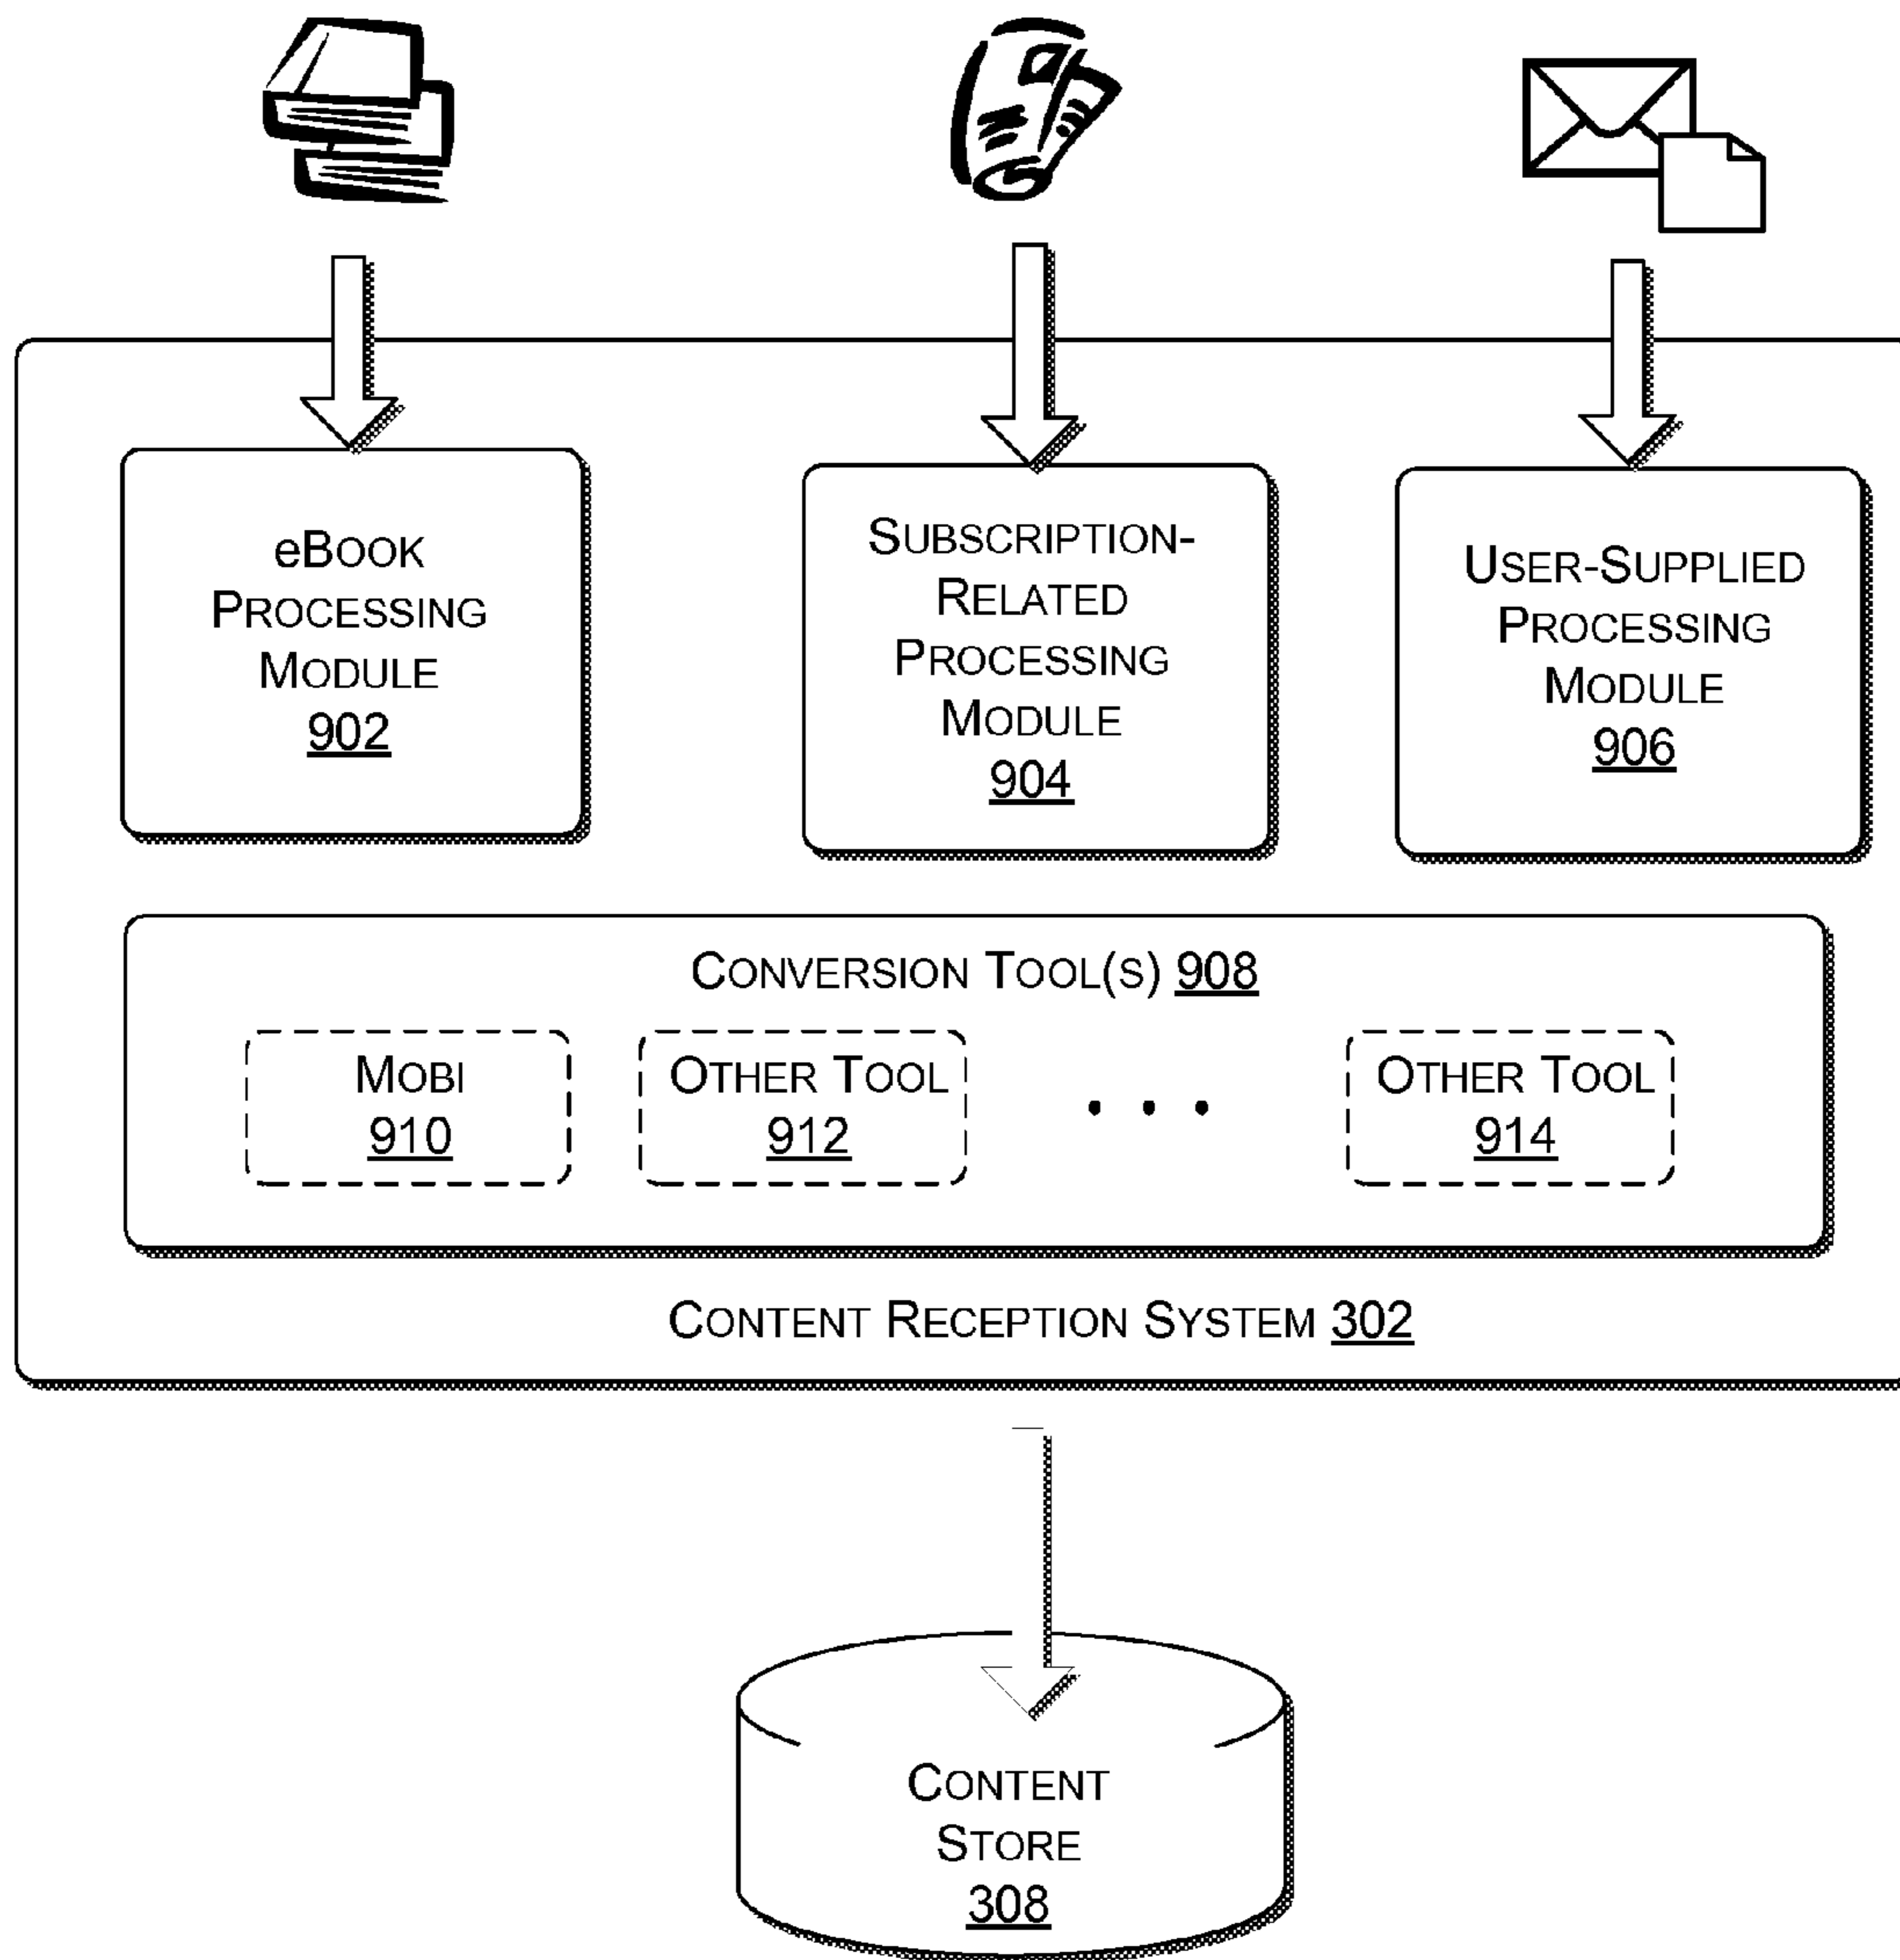 eBook
Processing
Module
902
Subscription-
Related
Processing
Module
904
User-Supplied
Processing
Module
906
Conversion Tool(s) 908
Mobi
910
Other Tool
912
• • •
Other Tool
914
Content Reception System 302
Content
Store
308